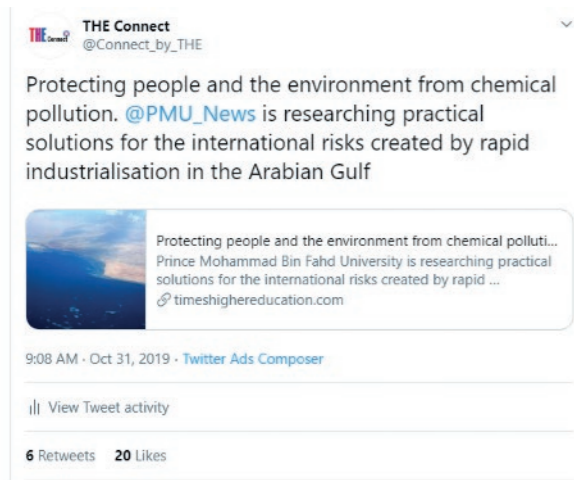 THE Connect
THE Connect
@Connect_by_THE
Protecting people and the environment from chemical
pollution. @PMU_News is researching practical
solutions for the international risks created by rapid
industrialisation in the Arabian Gulf
Protecting people and the environment from chemical polluti...
Prince Mohammad Bin Fahd University is researching practical
solutions for the international risks created by rapid ...
timeshighereducation.com
9:08 AM · Oct 31, 2019 · Twitter Ads Composer
View Tweet activity
6 Retweets 20 Likes